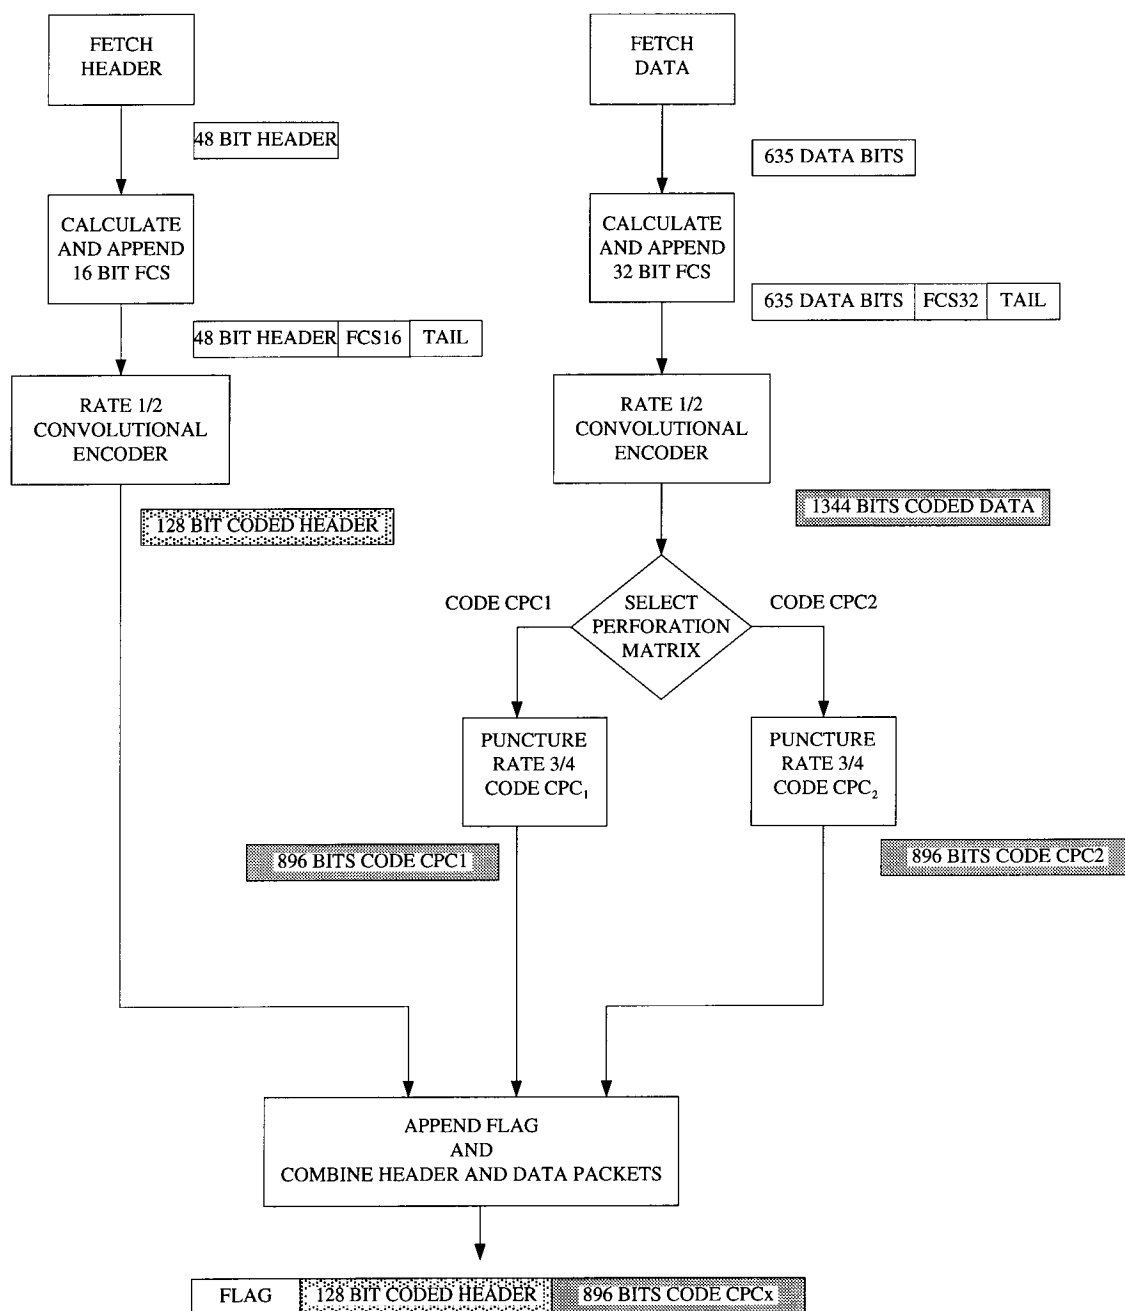 FETCH
HEADER
FETCH
DATA
48 BIT HEADER
635 DATA BITS
CALCULATE
AND APPEND
16 BIT FCS
CALCULATE
AND APPEND
32 BIT FCS
48 BIT HEADER FCS16 TAIL
635 DATA BITS FCS32 TAIL
RATE 1/2
CONVOLUTIONAL
ENCODER
RATE 1/2
CONVOLUTIONAL
ENCODER
128 BIT CODED HEADER
1344 BITS CODED DATA
CODE CPC1
SELECT
PERFORATION
MATRIX
CODE CPC2
PUNCTURE
RATE 3/4
CODE CPC₁
PUNCTURE
RATE 3/4
CODE CPC₂
896 BITS CODE CPC1
896 BITS CODE CPC2
APPEND FLAG
AND
COMBINE HEADER AND DATA PACKETS
FLAG 128 BIT CODED HEADER 896 BITS CODE CPCx